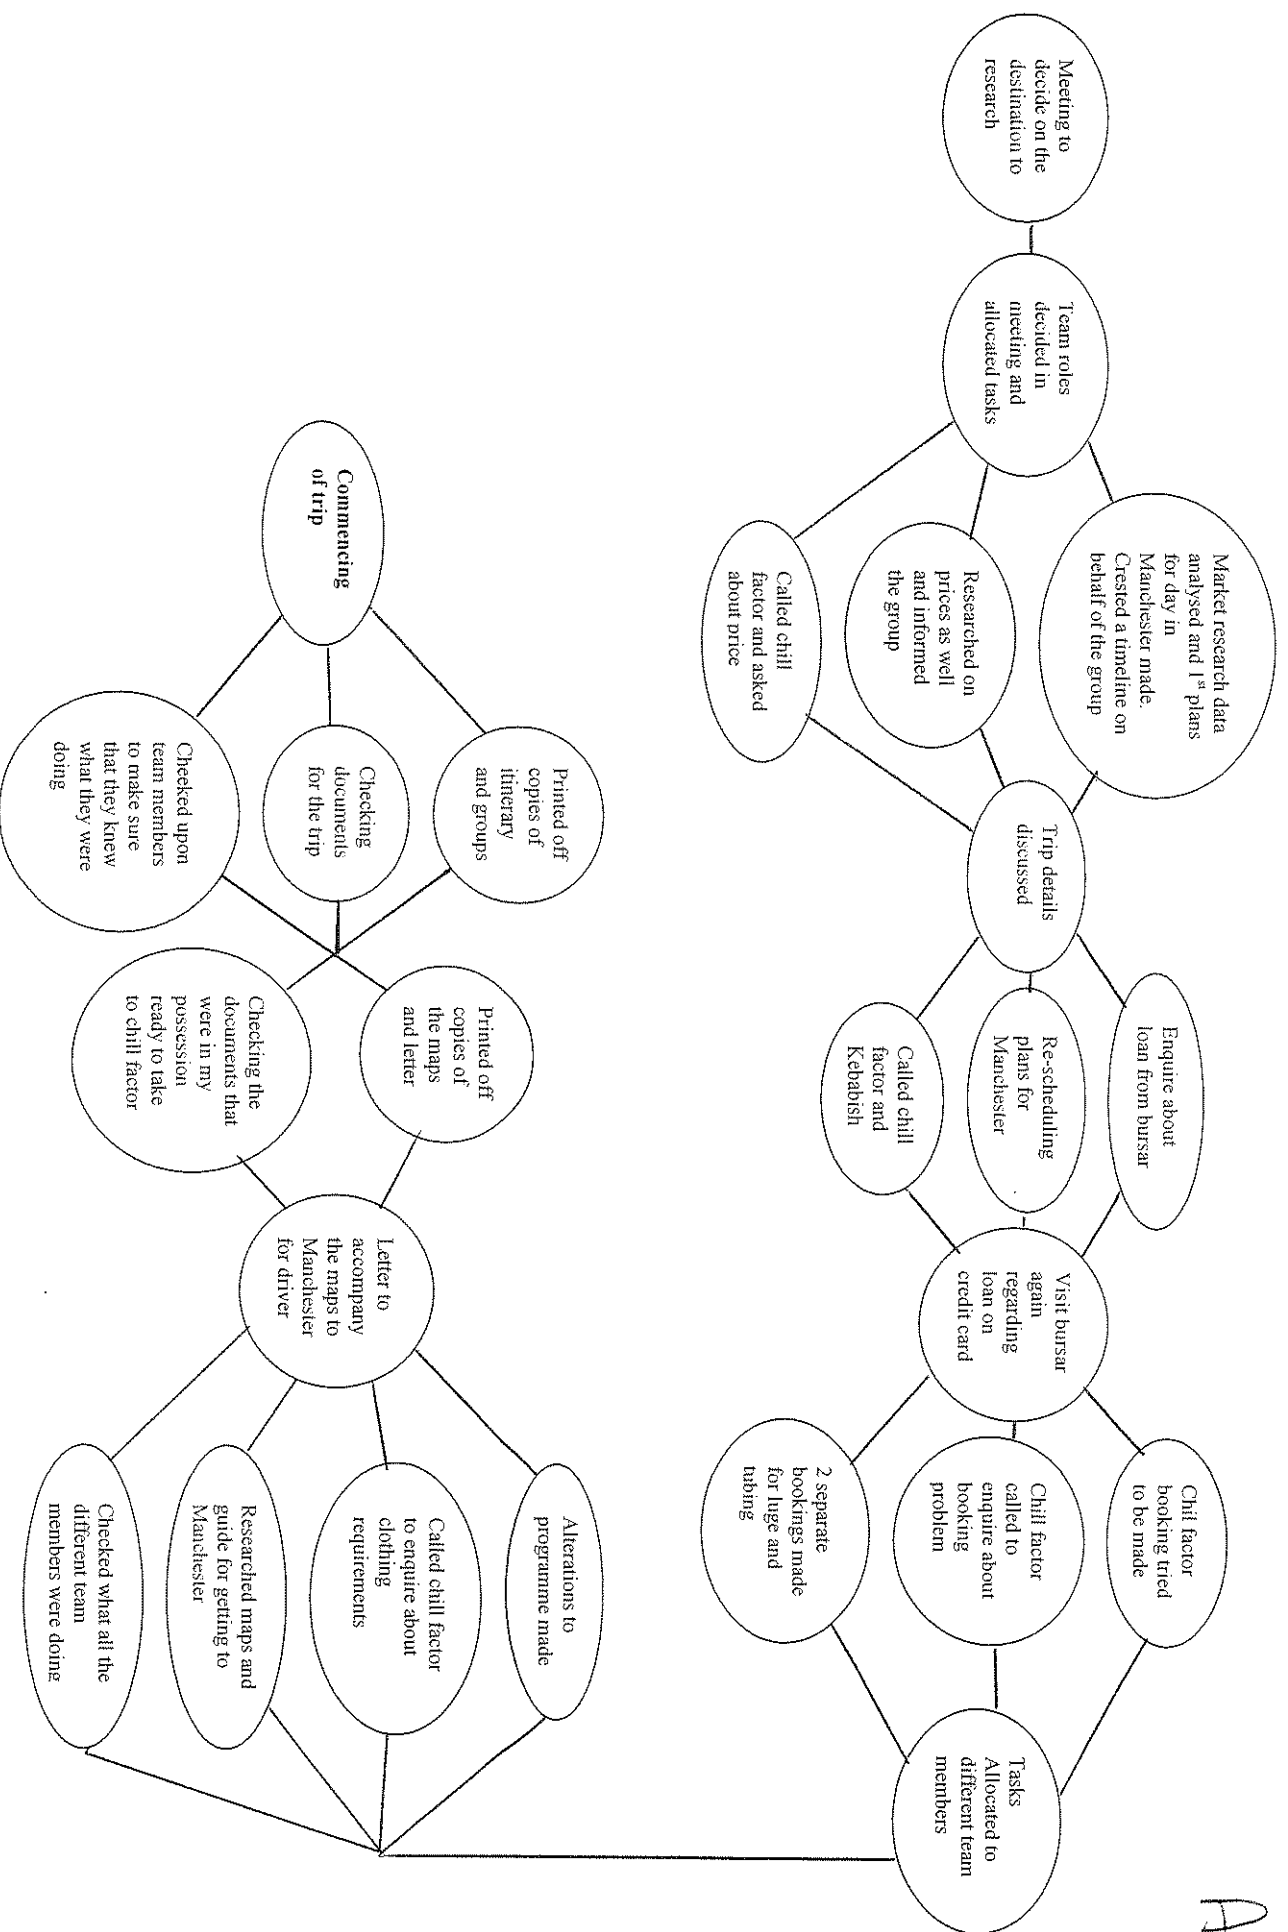 A
Meeting to
decide on the
destination to
research
Team roles
decided in
meeting and
allocated tasks
Market research data
analysed and 1st plans
for day in
Manchester made.
Crested a timeline on
behalf of the group
Researched on
prices as well
and informed
the group
Called chill
factor and asked
about price
Trip details
discussed
Enquire about
loan from bursar
Re-scheduling
plans for
Manchester
Called chill
factor and
Kebabish
Visit bursar
again
regarding
loan on
credit card
Chil factor
booking tried
to be made
Chill factor
called to
enquire about
booking
problem
2 separate
bookings made
for luge and
tubing
Tasks
Allocated to
different team
members
Alterations to
programme made
Called chill factor
to enquire about
clothing
requirements
Researched maps and
guide for getting to
Manchester
Checked what all the
different team
members were doing
Letter to
accompany
the maps to
Manchester
for driver
Printed off
copies of
the maps
and letter
Checking the
documents that
were in my
possession
ready to take
to chill factor
Printed off
copies of
itinerary
and groups
Checking
documents
for the trip
Cheeked upon
team members
to make sure
that they knew
what they were
doing
Commencing
of trip